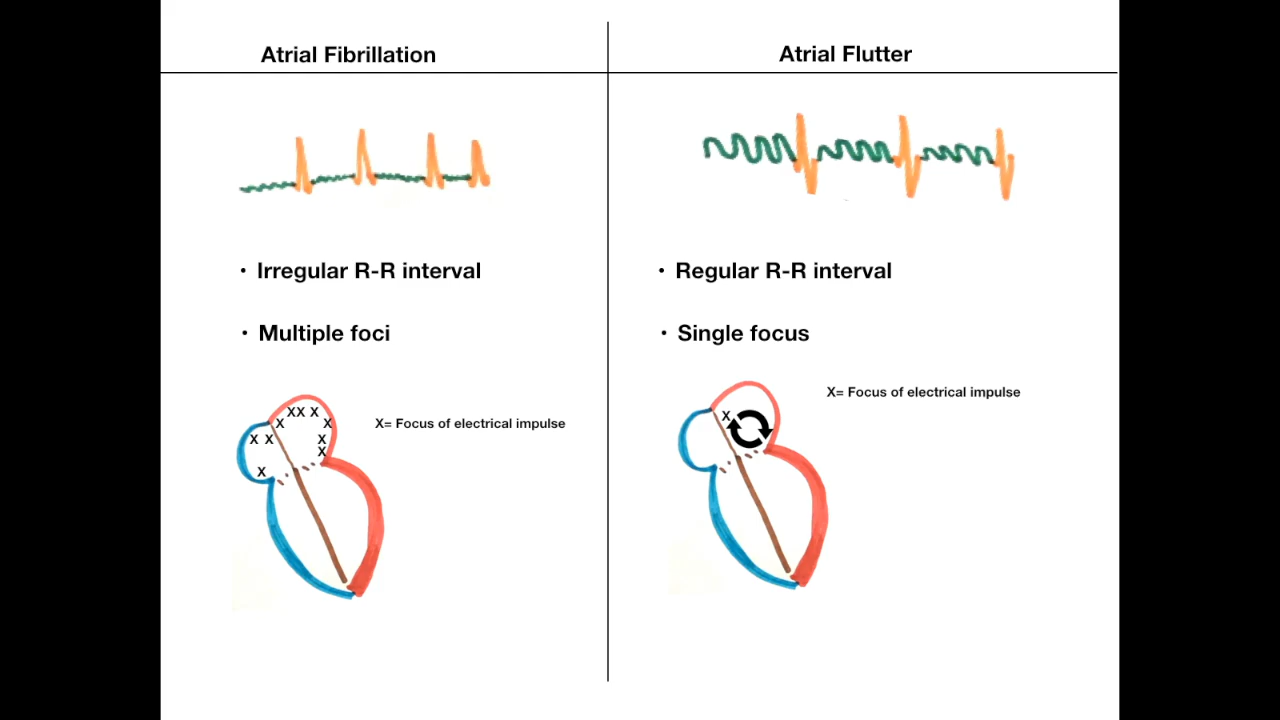 Atrial Fibrillation
Atrial Flutter
• Irregular R-R interval
• Multiple foci
X= Focus of electrical impulse
XX X
X X
X X X
X
X
• Regular R-R interval
• Single focus
X= Focus of electrical impulse
X